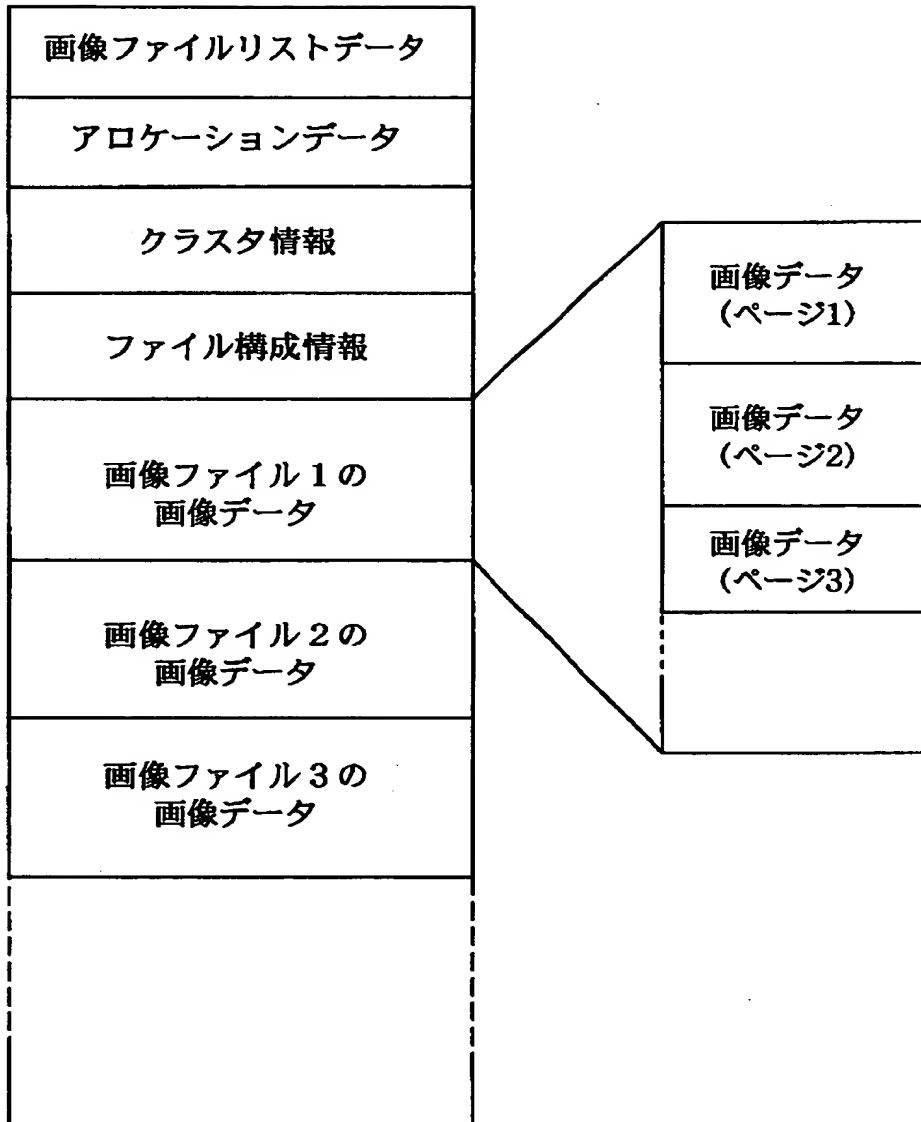 画像ファイルリストデータ
アロケーションデータ
クラスタ情報
ファイル構成情報
画像ファイル1の
画像データ
画像ファイル2の
画像データ
画像ファイル3の
画像データ
画像データ
(ページ1)
画像データ
(ページ2)
画像データ
(ページ3)